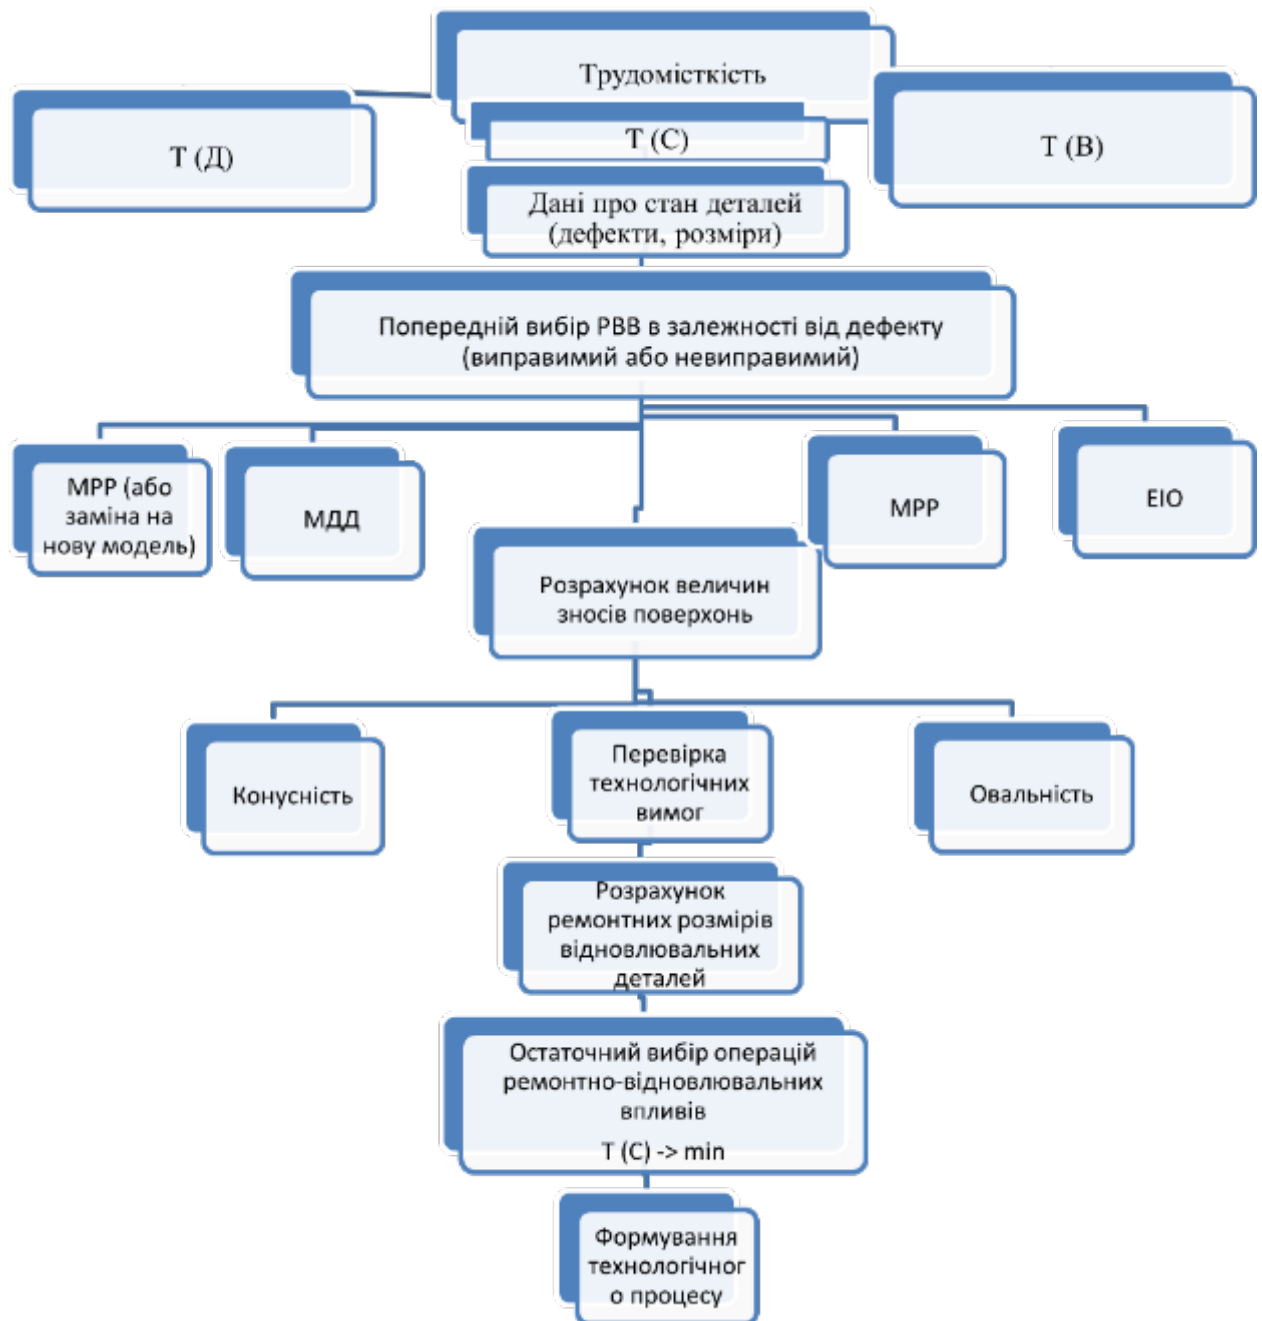 Трудомісткість
Т (Д)
Т (С)
Т (В)
Дані про стан деталей
(дефекти, розміри)
Попередній вибір РВВ в залежності від дефекту
(виправимий або невиправимий)
МРР (або
заміна на
нову модель)
МДД
МРР
ЕІО
Розрахунок величин
зносів поверхонь
Конусність
Перевірка
технологічних
вимог
Овальність
Розрахунок
ремонтних розмірів
відновлювальних
деталей
Остаточний вибір операцій
ремонтно-відновлювальних
впливів
Т (С) -> min
Формування
технологічног
о процесу